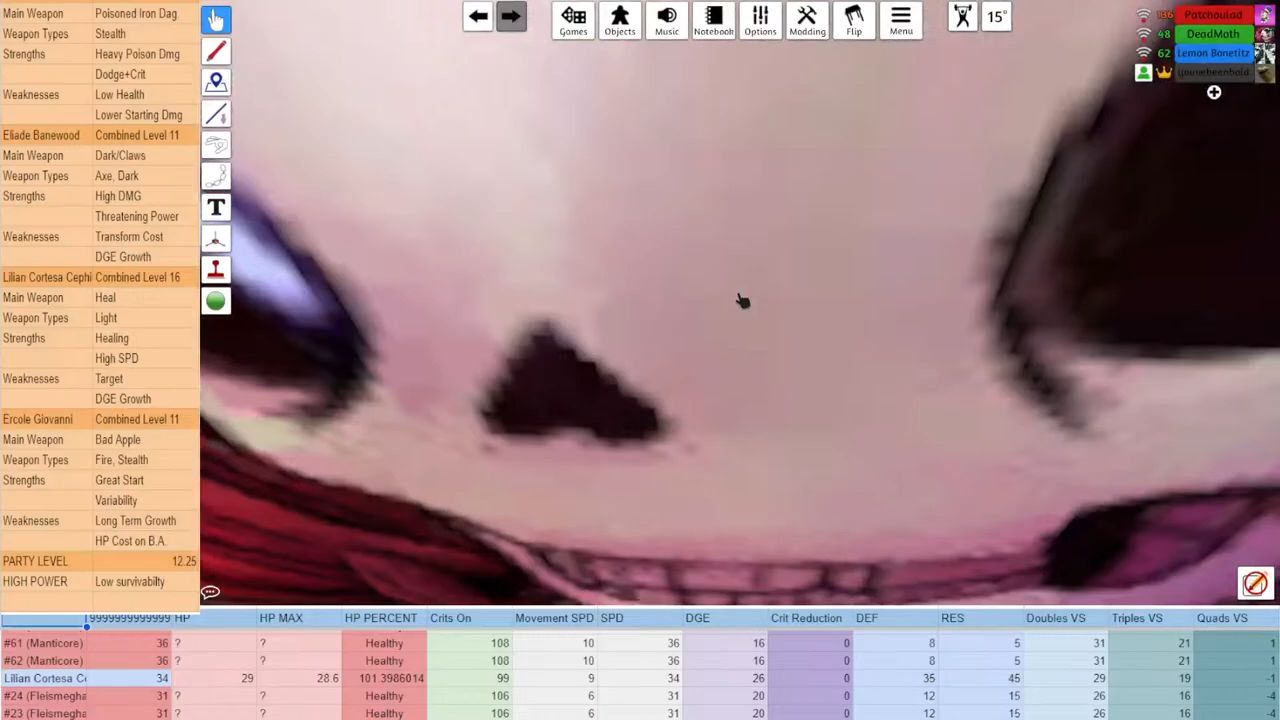 Main Weapon Poisoned Iron Dag.
Weapon Types Stealth
Strengths Heavy Poison Dmg
Dodge+Crit
Weaknesses Low Health
Lower Starting Dmg
Eliade Banewood Combined Level 11
Main Weapon Dark/Claws
Weapon Types Axe, Dark
Strengths High DMG
Threatening Power
Weaknesses Transform Cost
DGE Growth
Lilian Cortesa Cephi Combined Level 16
Main Weapon Heal
Weapon Types Light
Strengths Healing
High SPD
Weaknesses Target
DGE Growth
Ercole Giovanni Combined Level 11
Main Weapon Bad Apple
Weapon Types Fire, Stealth
Strengths Great Start
Variability
Weaknesses Long Term Growth
HP Cost on B.A.
PARTY LEVEL 12.25
HIGH POWER Low survivabilty
T
Games Objects Music Notebook Options Modding Flip Menu 15°
136 Patchoulad
48 DeadMoth
62 Lemon Bonetitz
99999999999999 HP HP MAX HP PERCENT Crits On Movement SPD SPD DGE Crit Reduction DEF RES Doubles VS Triples VS Quads VS
#61 (Manticore) 36 ? ? Healthy 108 10 36 16 0 8 5 31 21 1
#62 (Manticore) 36 ? ? Healthy 108 10 36 16 0 8 5 31 21 1
Lilian Cortesa Ce 34 29 28.6 101.3986014 99 9 34 26 0 35 45 29 19 -1
#24 (Fleismegha 31 ? ? Healthy 106 6 31 20 0 12 15 26 16 -4
#23 (Fleismegha 31 ? ? Healthy 106 6 31 20 0 12 15 26 16 -4